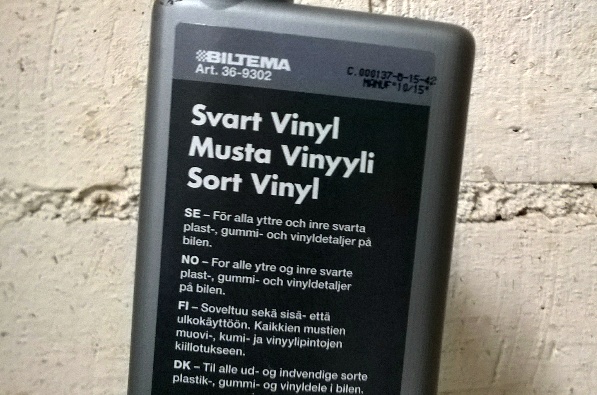 BILTEMA
Art. 36-9302
C.000137-D-15-42
MANUF"10/15"
Svart Vinyl
Musta Vinyyli
Sort Vinyl
SE – För alla yttre och inre svarta
plast-, gummi- och vinyldetaljer på
bilen.
NO – For alle ytre og inre svarte
plast-, gummi- och vinyldetaljer
på bilen.
FI – Soveltuu sekä sisä- että
ulkokäyttöön. Kaikkien mustien
muovi-, kumi- ja vinyylipintojen
kiillotukseen.
DK – Til alle ud- og indvendige sorte
plastik-, gummi- og vinyldele i bilen.